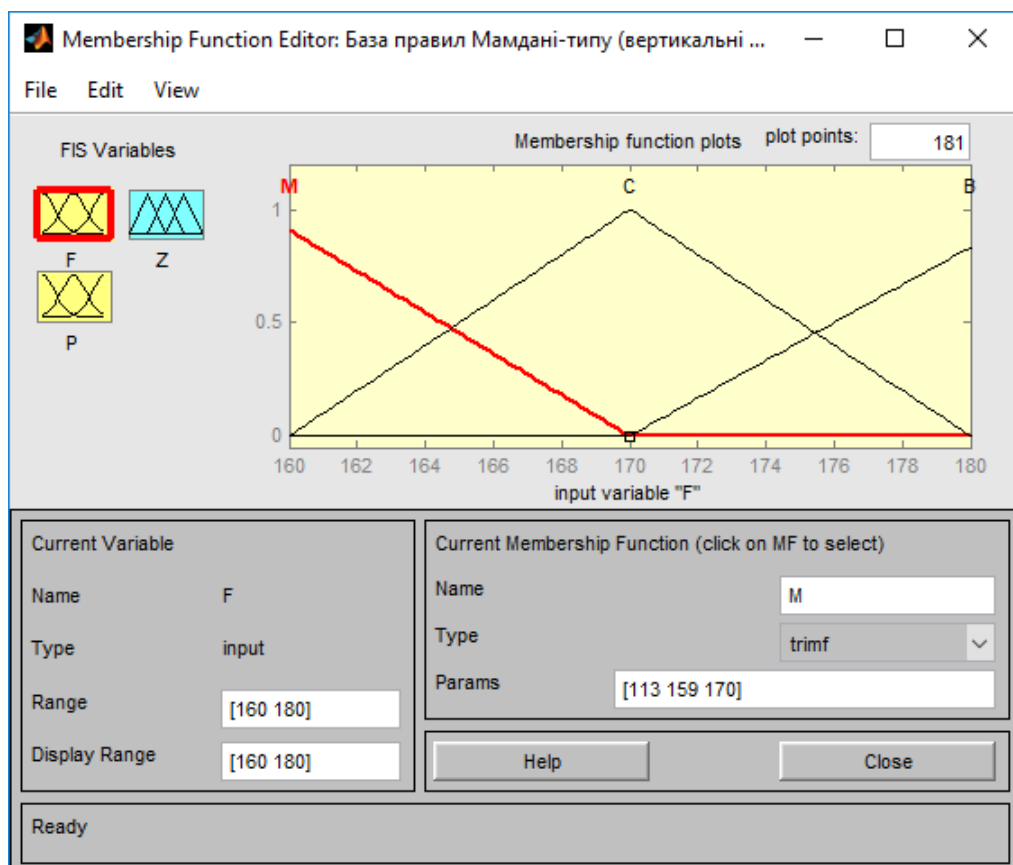 Membership Function Editor: База правил Мамдані-типу (вертикальні ...
File Edit View
FIS Variables
F
Z
P
Membership function plots plot points: 181
M C B
1
0.5
0
160 162 164 166 168 170 172 174 176 178 180
input variable "F"
Current Variable
Name F
Type input
Range [160 180]
Display Range [160 180]
Current Membership Function (click on MF to select)
Name M
Type trimf
Params [113 159 170]
Help Close
Ready